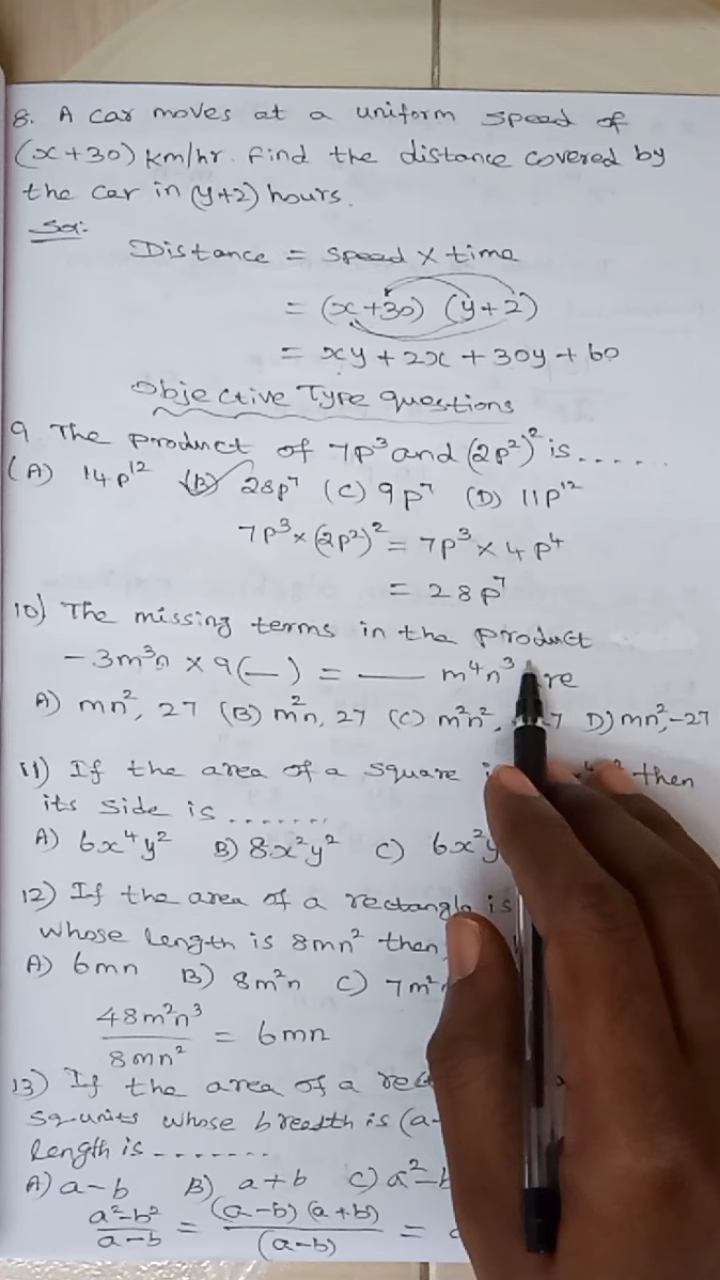 8. A car moves at a uniform speed of
(x+30) km/hr. Find the distance covered by
the car in (y+2) hours.
Sol:
Distance = speed × time
= (x+30) (y+2)
= xy + 2x + 30y + 60
Objective Type questions
9 The product of 7p³ and (2p²)² is.....
(A) 14p¹² (B) 28p⁷ (C) 9p⁷ (D) 11p¹²
7p³ × (2p²)² = 7p³ × 4p⁴
= 28p⁷
10) The missing terms in the product
-3m³n × 9(__) = ____ m⁴n³ are
A) mn², 27 (B) m²n, 27 (C) m²n², 7 D) mn², -27
11) If the area of a square then
its side is .......
A) 6x⁴y² B) 8x²y² C) 6x²y
12) If the area of a rectangle is
whose length is 8mn² then,
A) 6mn B) 8m²n C) 7m²
48m²n³ / 8mn² = 6mn
13) If the area of a
sq.units whose breadth is (a-
length is .......
A) a-b B) a+b C) a²-b
a²-b² / a-b = (a-b) (a+b) / (a-b) =